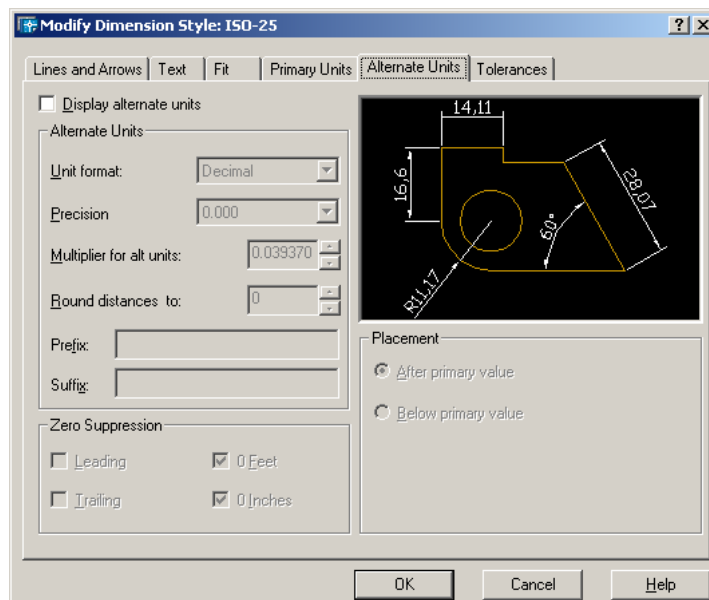 Modify Dimension Style: ISO-25
Lines and Arrows Text Fit Primary Units Alternate Units Tolerances
Display alternate units
Alternate Units
Unit format: Decimal
Precision 0.000
Multiplier for alt units: 0.039370
Round distances to: 0
Prefix:
Suffix:
Zero Suppression
Leading 0 Feet
Trailing 0 Inches
14,11
16,6
28,07
60°
R11,17
Placement
After primary value
Below primary value
OK Cancel Help